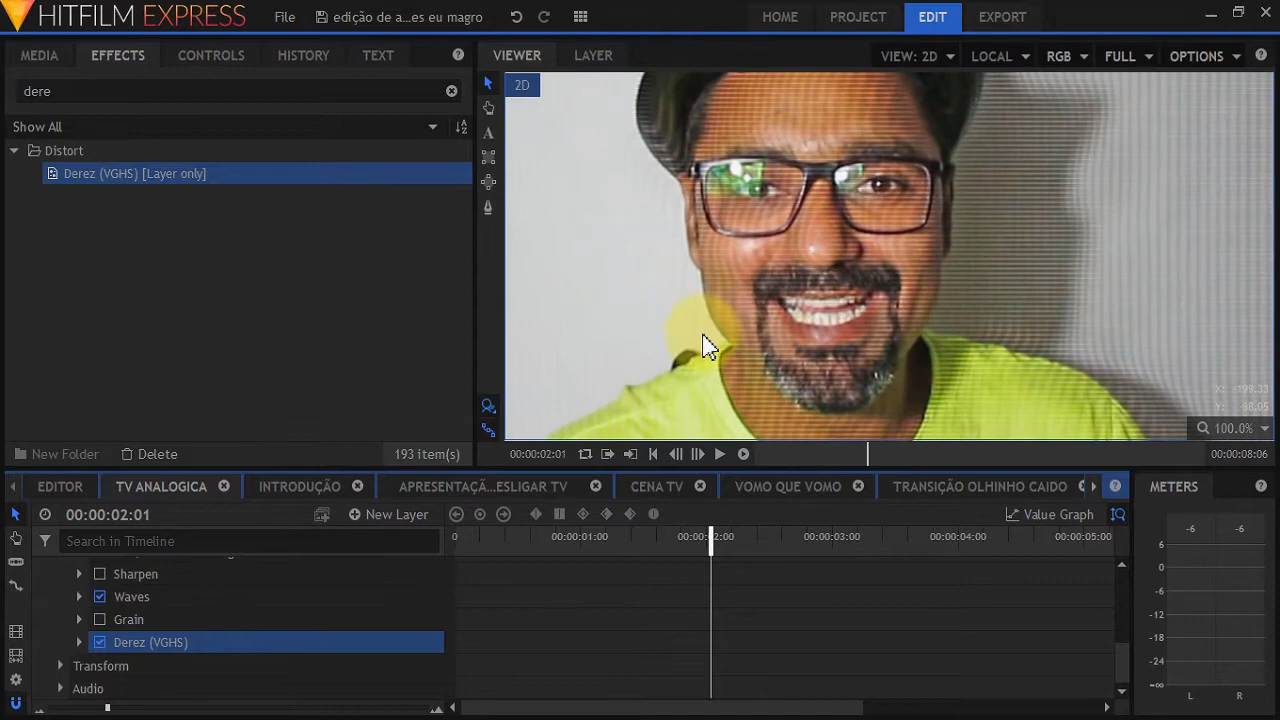 HITFILM EXPRESS
File
edição de a...es eu magro
HOME
PROJECT
EDIT
EXPORT
MEDIA
EFFECTS
CONTROLS
HISTORY
TEXT
VIEWER
LAYER
VIEW: 2D
LOCAL
RGB
FULL
OPTIONS
dere
2D
Show All
Distort
Derez (VGHS) [Layer only]
X: -199.33
Y: 98.05
100.0%
New Folder
Delete
193 item(s)
00:00:02:01
00:00:08:06
EDITOR
TV ANALOGICA
INTRODUÇÃO
APRESENTAÇÃ...ESLIGAR TV
CENA TV
VOMO QUE VOMO
TRANSIÇÃO OLHINHO CAIDO
METERS
00:00:02:01
New Layer
Value Graph
Search in Timeline
0
00:00:01:00
00:00:03:00
00:00:04:00
00:00:05:00
-6 -6
6
0
-6
-12
-18
-24
-∞
L R
Sharpen
Waves
Grain
Derez (VGHS)
Transform
Audio